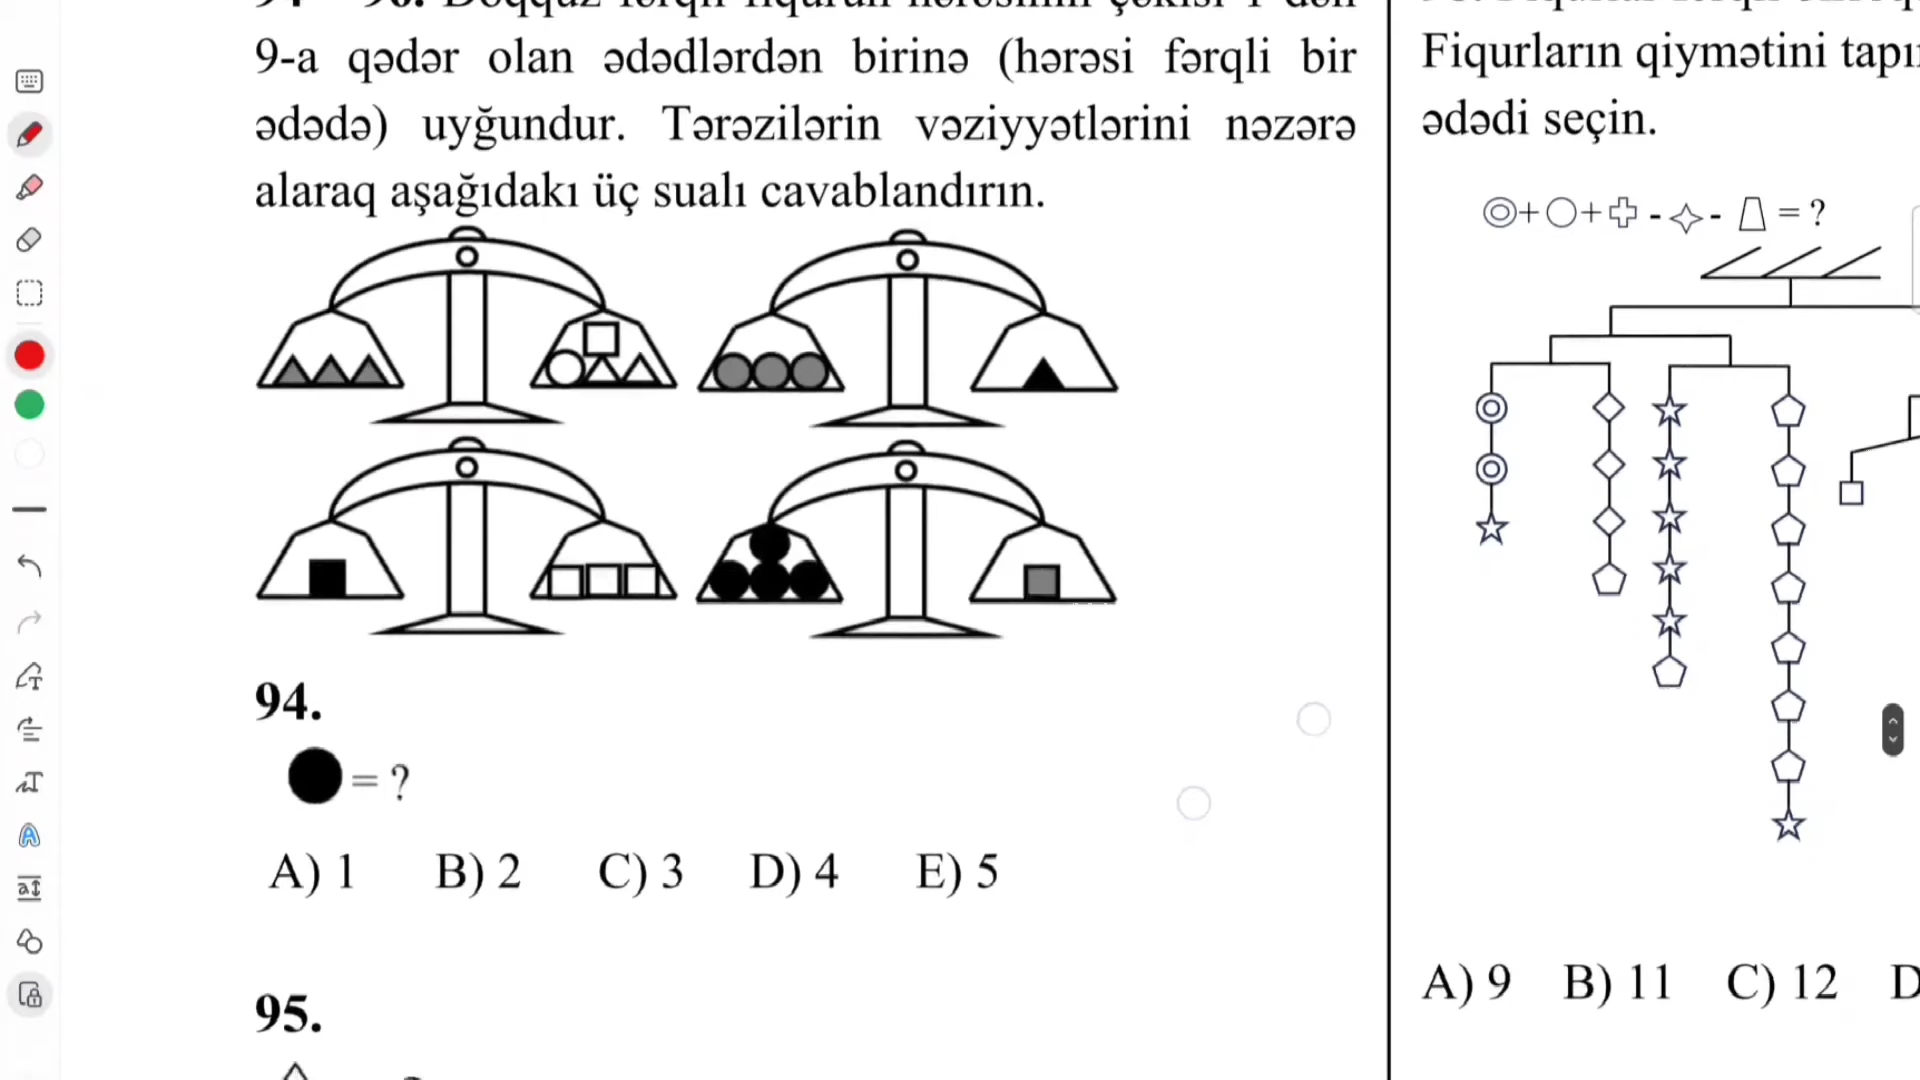 9-a qədər olan ədədlərdən birinə (hərəsi fərqli bir
ədədə) uyğundur. Tərəzilərin vəziyyətlərini nəzərə
alaraq aşağıdakı üç sualı cavablandırın.
94.
= ?
A) 1 B) 2 C) 3 D) 4 E) 5
95.
Fiqurların qiymətini
ədədi seçin.
+ + - - = ?
A) 9 B) 11 C) 12 D